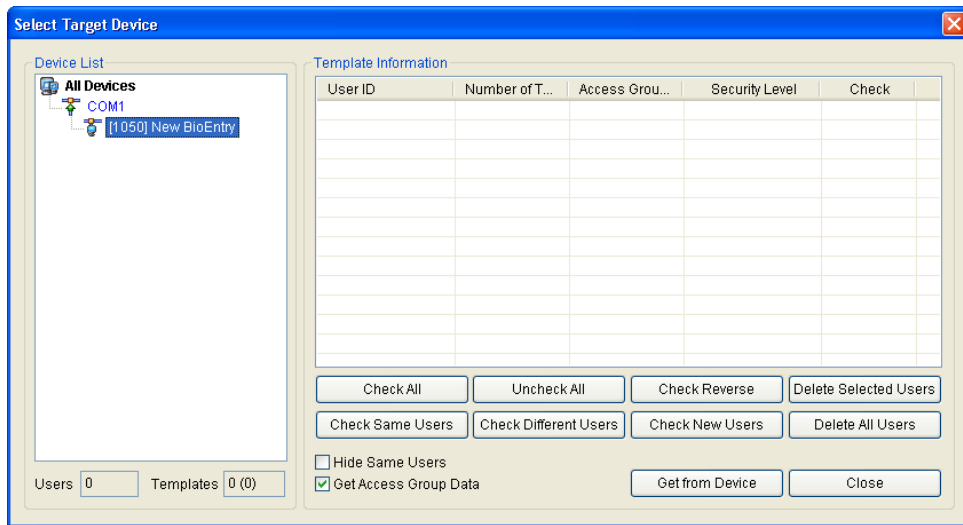 Select Target Device
Device List
All Devices
COM1
[1050] New BioEntry
Users 0 Templates 0 (0)
Template Information
User ID Number of T... Access Grou... Security Level Check
Check All Uncheck All Check Reverse Delete Selected Users
Check Same Users Check Different Users Check New Users Delete All Users
Hide Same Users
Get Access Group Data
Get from Device Close